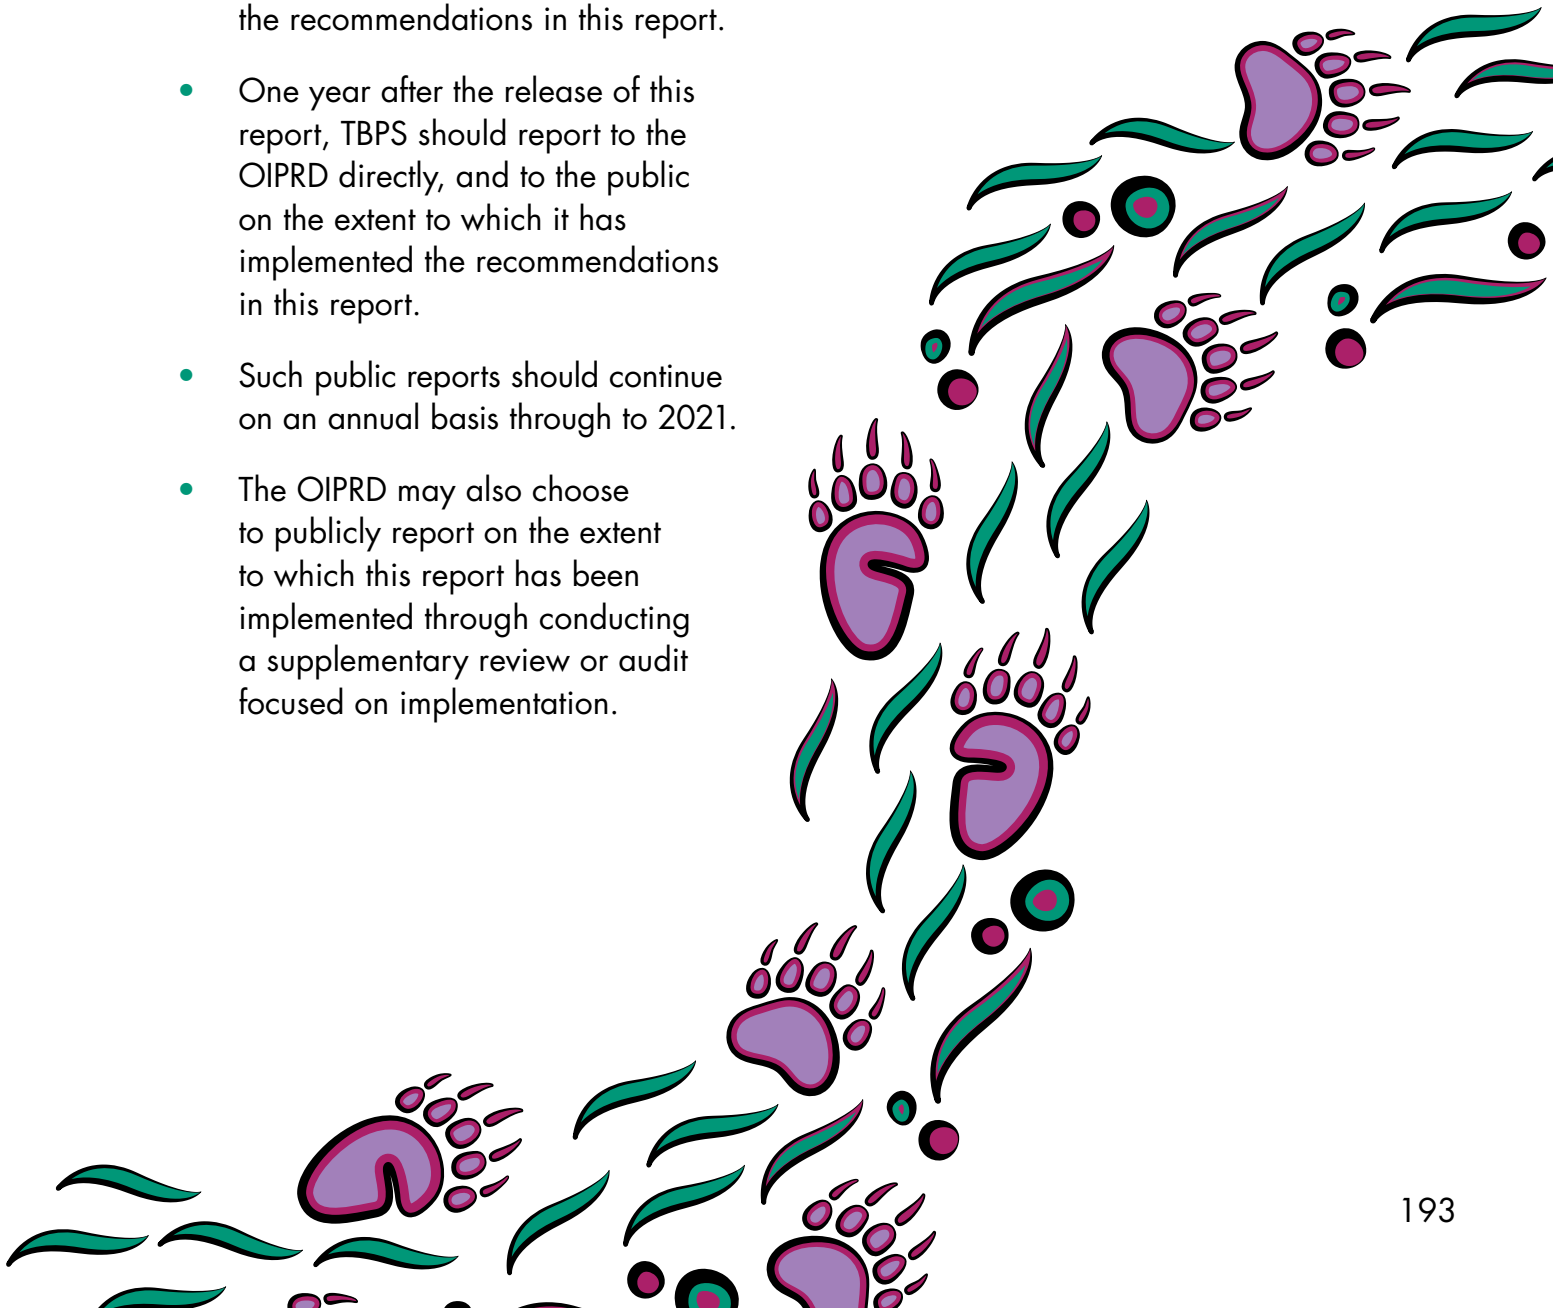 the recommendations in this report.
• One year after the release of this
report, TBPS should report to the
OIPRD directly, and to the public
on the extent to which it has
implemented the recommendations
in this report.
• Such public reports should continue
on an annual basis through to 2021.
• The OIPRD may also choose
to publicly report on the extent
to which this report has been
implemented through conducting
a supplementary review or audit
focused on implementation.
193